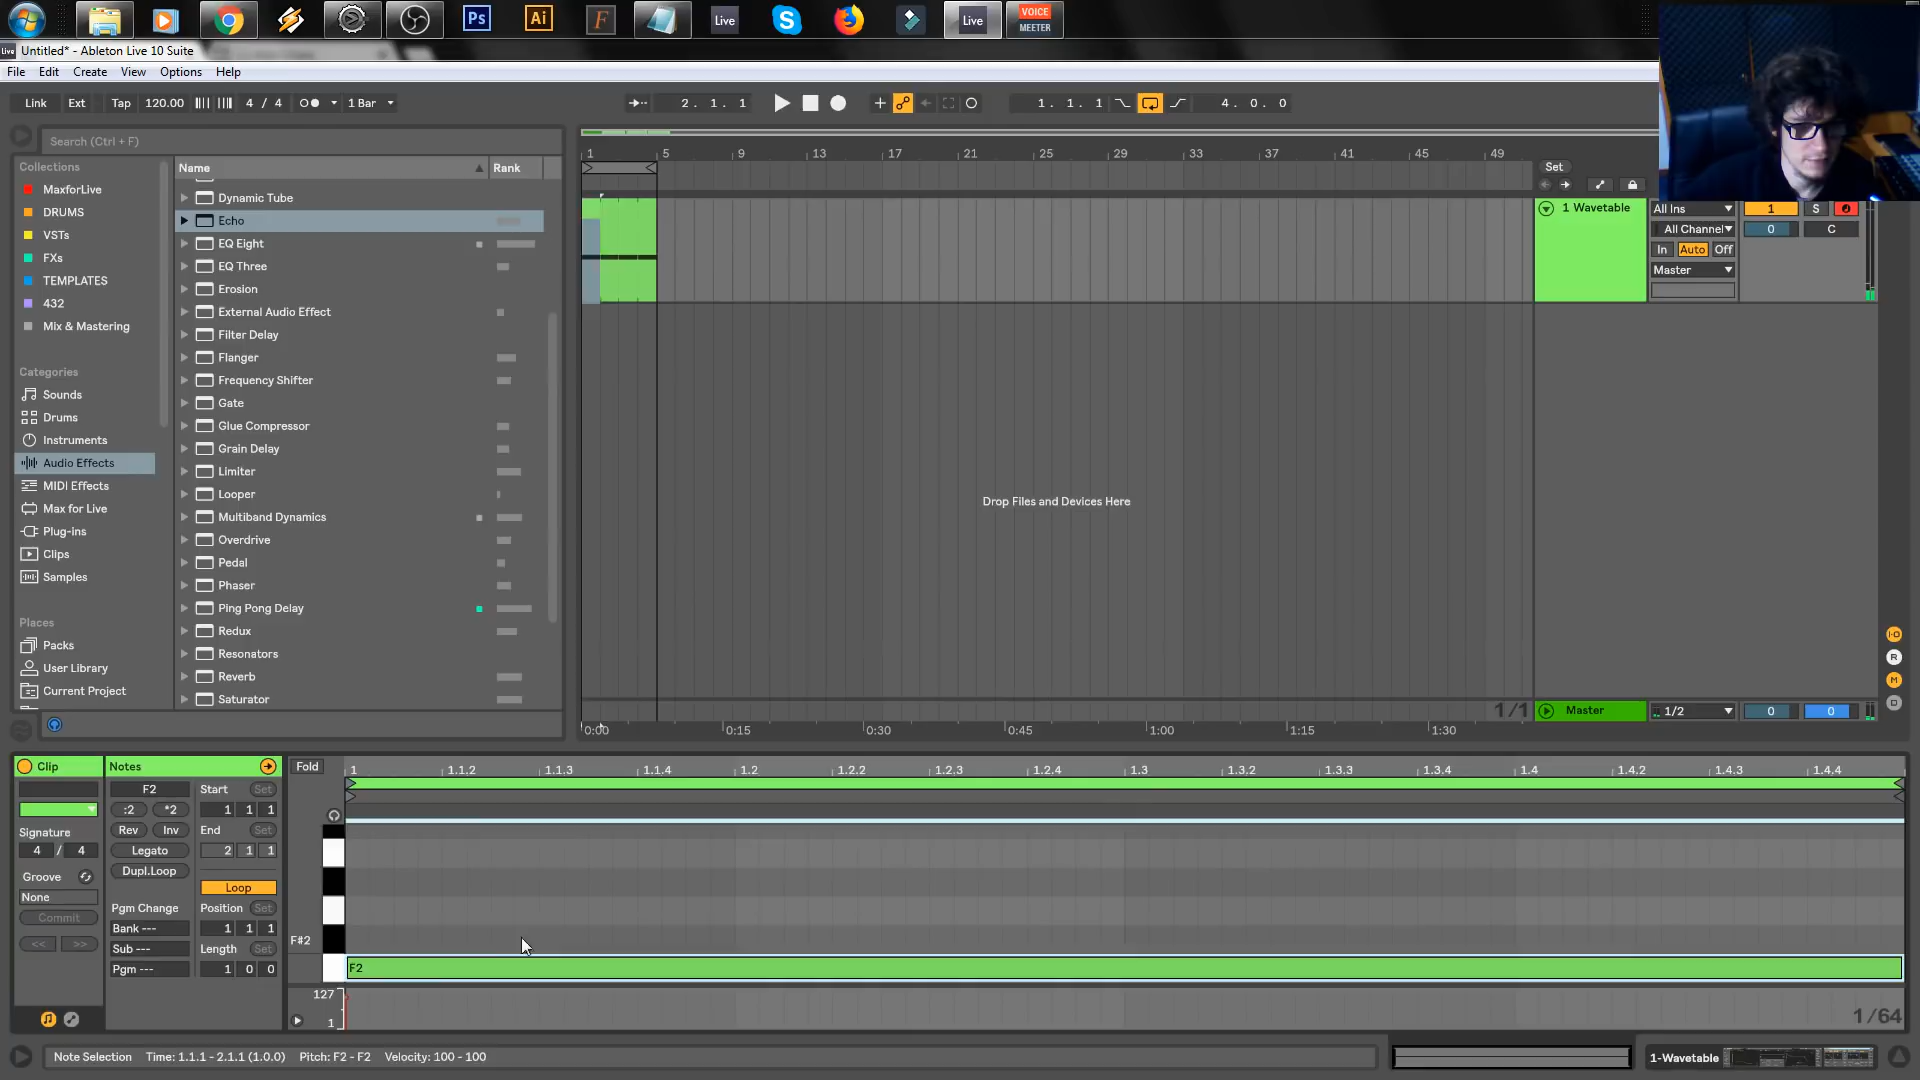 Ps
Ai
F
Live
S
Live
VOICE
MEETER
Live
Untitled* - Ableton Live 10 Suite
File Edit Create View Options Help
Link Ext Tap 120.00 4 / 4 1 Bar
2. 1. 1
1. 1. 1
4. 0. 0
Search (Ctrl + F)
Collections
MaxforLive
DRUMS
VSTs
FXs
TEMPLATES
432
Mix & Mastering
Categories
Sounds
Drums
Instruments
Audio Effects
MIDI Effects
Max for Live
Plug-ins
Clips
Samples
Places
Packs
User Library
Current Project
Name Rank
Dynamic Tube
Echo
EQ Eight
EQ Three
Erosion
External Audio Effect
Filter Delay
Flanger
Frequency Shifter
Gate
Glue Compressor
Grain Delay
Limiter
Looper
Multiband Dynamics
Overdrive
Pedal
Phaser
Ping Pong Delay
Redux
Resonators
Reverb
Saturator
1 5 9 13 17 21 25 29 33 37 41 45 49
Set
1 Wavetable
All Ins
All Channel
In Auto Off
Master
1 S
0 C
Drop Files and Devices Here
I·O
R
M
D
1/1
Master
1/2
0 0
0:00 0:15 0:30 0:45 1:00 1:15 1:30
Clip
Signature
4 / 4
Groove
None
Commit
<< >>
Notes
F2
:2 *2
Rev Inv
Legato
Dupl.Loop
Pgm Change
Bank ---
Sub ---
Pgm ---
Start Set
1 1 1
End Set
2 1 1
Loop
Position Set
1 1 1
Length Set
1 0 0
Fold
1 1.1.2 1.1.3 1.1.4 1.2 1.2.2 1.2.3 1.2.4 1.3 1.3.2 1.3.3 1.3.4 1.4 1.4.2 1.4.3 1.4.4
F#2
F2
127
1
1/64
Note Selection Time: 1.1.1 - 2.1.1 (1.0.0) Pitch: F2 - F2 Velocity: 100 - 100
1-Wavetable